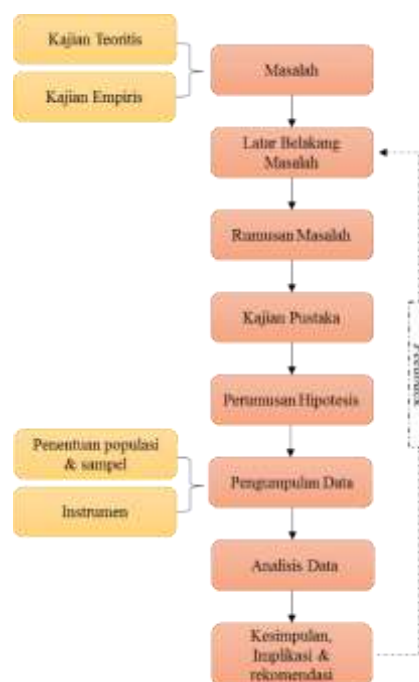 Kajian Teoritis
Kajian Empiris
Masalah
Latar Belakang
Masalah
Rumusan Masalah
Kajian Pustaka
Perumusan Hipotesis
Penentuan populasi
& sampel
Instrumen
Pengumpulan Data
Analisis Data
Kesimpulan,
Implikasi &
rekomendasi